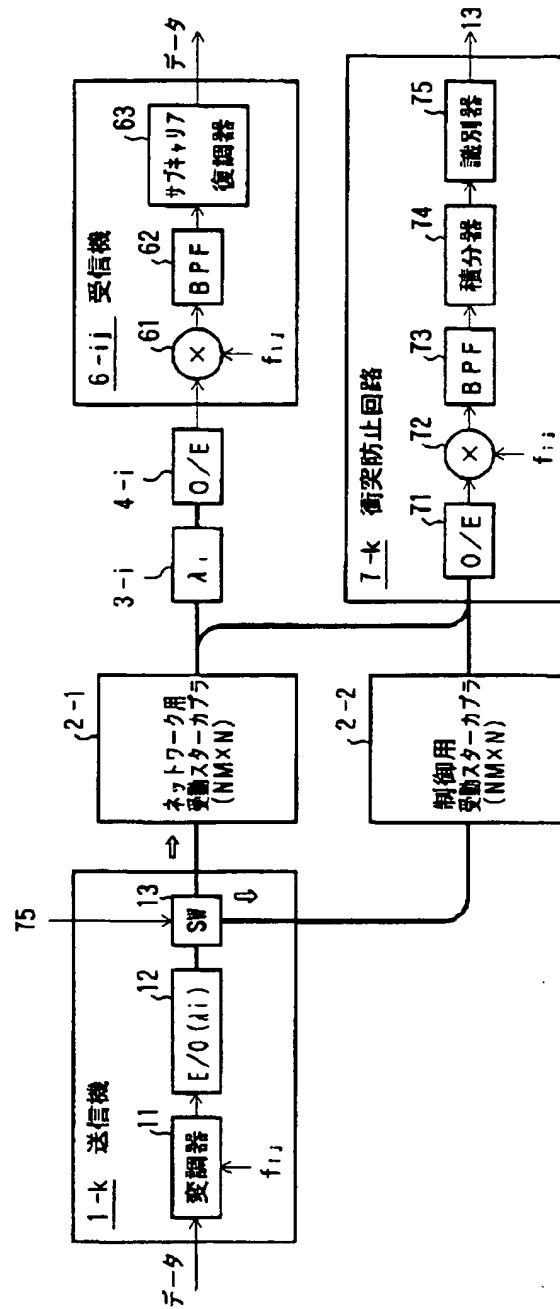 データ
1-k 送信機
変調器
11
fij
E/O(λi)
12
SW
13
75
2-1
ネットワーク用
受動スターカプラ
(NM×N)
2-2
制御用
受動スターカプラ
(NM×N)
3-i
λi
4-i
O/E
6-ij 受信機
61
×
fij
62
BPF
63
サブキャリア
復調器
データ
7-k 衝突防止回路
71
O/E
72
×
fij
73
BPF
74
積分器
75
識別器
13